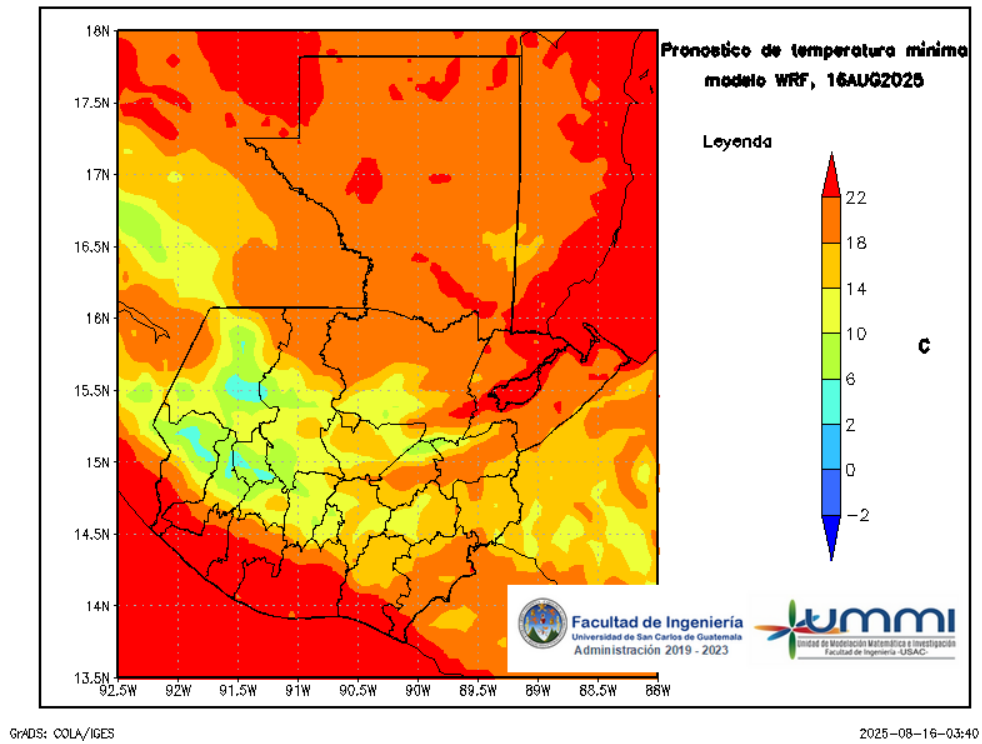 Pronostico de temperatura minima
modelo WRF, 16AUG2025
Leyenda
22
18
14
10
6
2
0
-2
C
18N
17.5N
17N
16.5N
16N
15.5N
15N
14.5N
14N
13.5N
92.5W 92W 91.5W 91W 90.5W 90W 89.5W 89W 88.5W 88W
Facultad de Ingeniería
Universidad de San Carlos de Guatemala
Administración 2019 - 2023
ummi
Unidad de Modelación Matemática e Investigación
Facultad de Ingeniería -USAC-
GrADS: COLA/IGES
2025-08-16-03:40